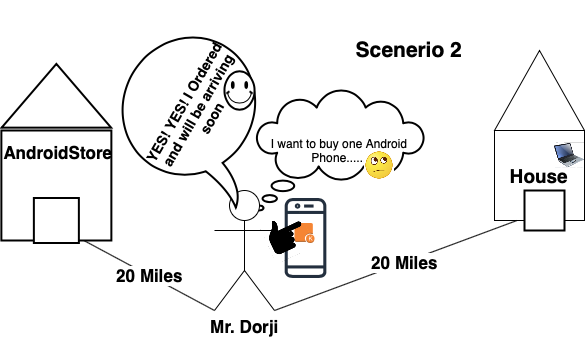 Scenerio 2
YES! YES! I Ordered
and will be arriving
soon
I want to buy one Android
Phone.....
AndroidStore
House
20 Miles
20 Miles
Mr. Dorji